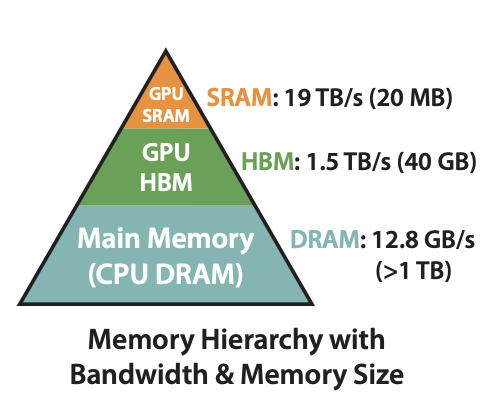 GPU
SRAM
SRAM: 19 TB/s (20 MB)
GPU
HBM
HBM: 1.5 TB/s (40 GB)
Main Memory
(CPU DRAM)
DRAM: 12.8 GB/s
(>1 TB)
Memory Hierarchy with
Bandwidth & Memory Size